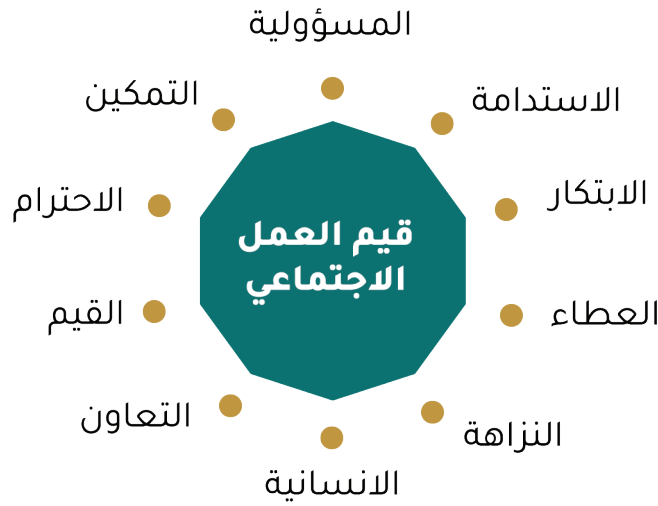 المسؤولية
الاستدامة
التمكين
الابتكار
الاحترام
قيم العمل
الاجتماعي
العطاء
القيم
التعاون
النزاهة
الانسانية